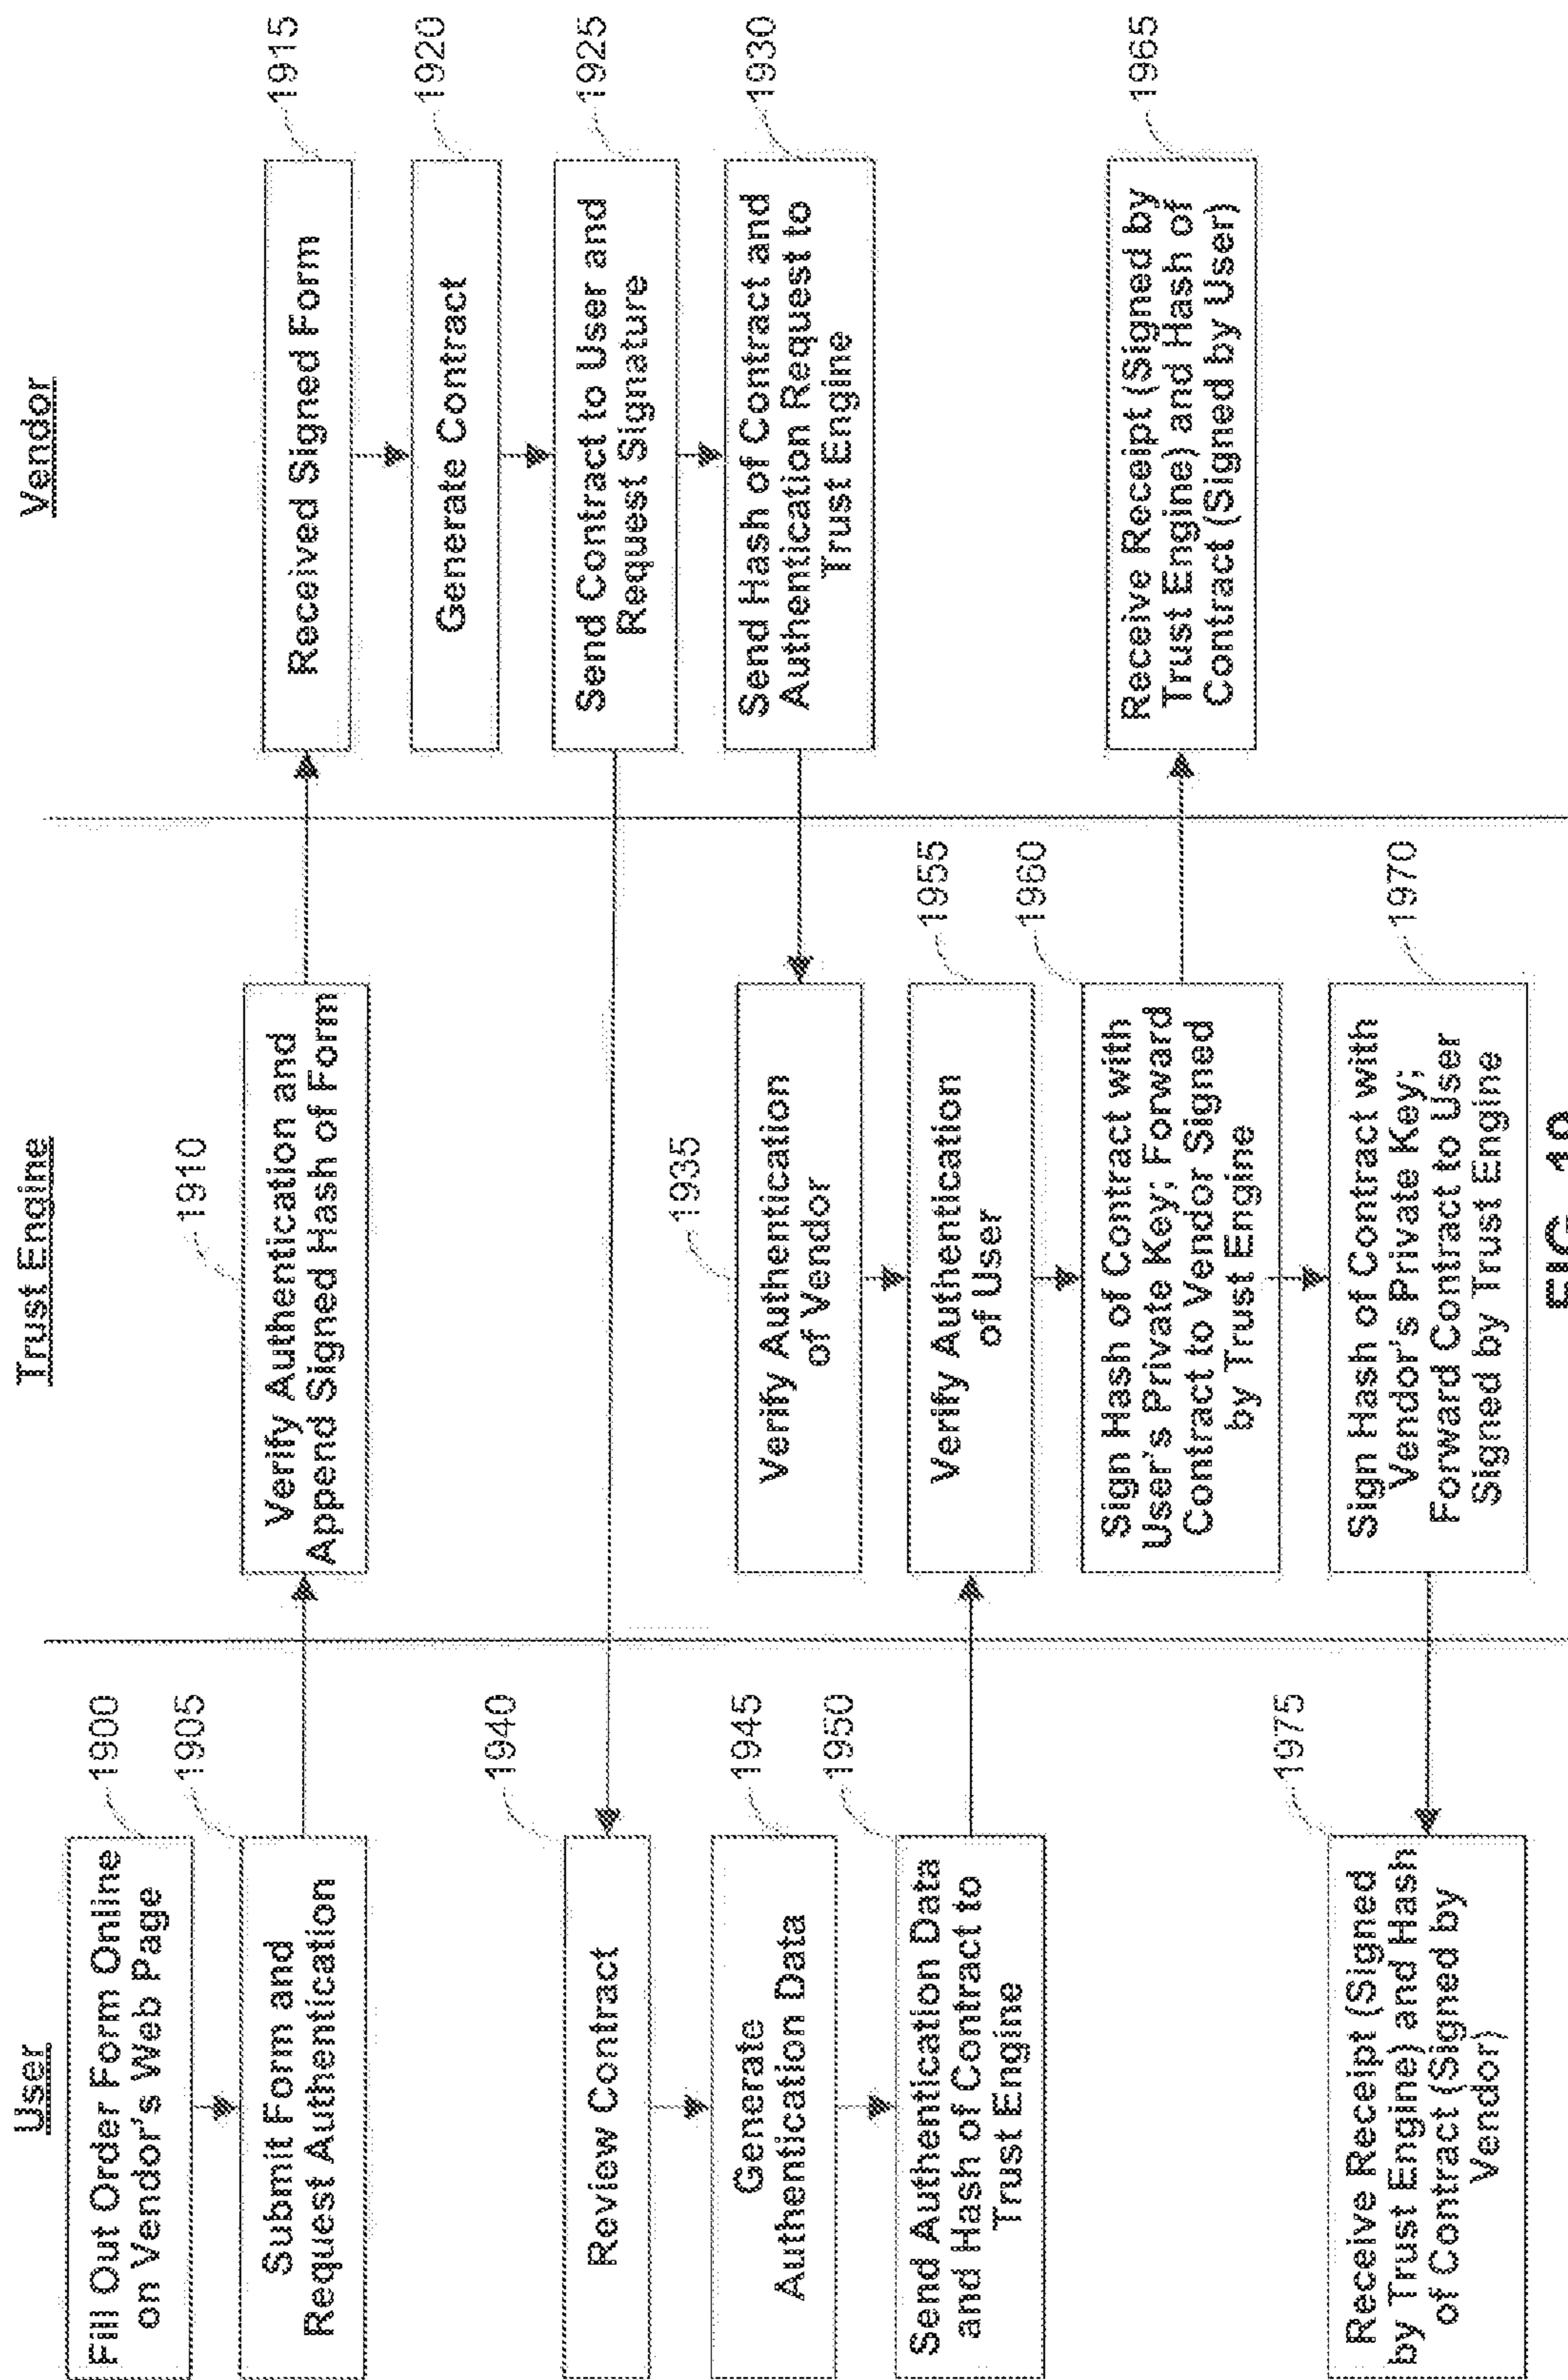 User
Trust Engine
Vendor
Fill Out Order Form Online
on Vendor's Web Page
1900
Submit Form and
Request Authentication
1905
Verify Authentication and
Append Signed Hash of Form
1910
Received Signed Form
1915
Generate Contract
1920
Send Contract to User and
Request Signature
1925
Send Hash of Contract and
Authentication Request to
Trust Engine
1930
Verify Authentication
of Vendor
1935
Review Contract
1940
Generate
Authentication Data
1945
Send Authentication Data
and Hash of Contract to
Trust Engine
1950
Verify Authentication
of User
1955
Sign Hash of Contract with
User's Private Key; Forward
Contract to Vendor Signed
by Trust Engine
1960
Receive Receipt (Signed by
Trust Engine) and Hash of
Contract (Signed by User)
1965
Sign Hash of Contract with
Vendor's Private Key;
Forward Contract to User
Signed by Trust Engine
1970
Receive Receipt (Signed
by Trust Engine) and Hash
of Contract (Signed by
Vendor)
1975
FIG.